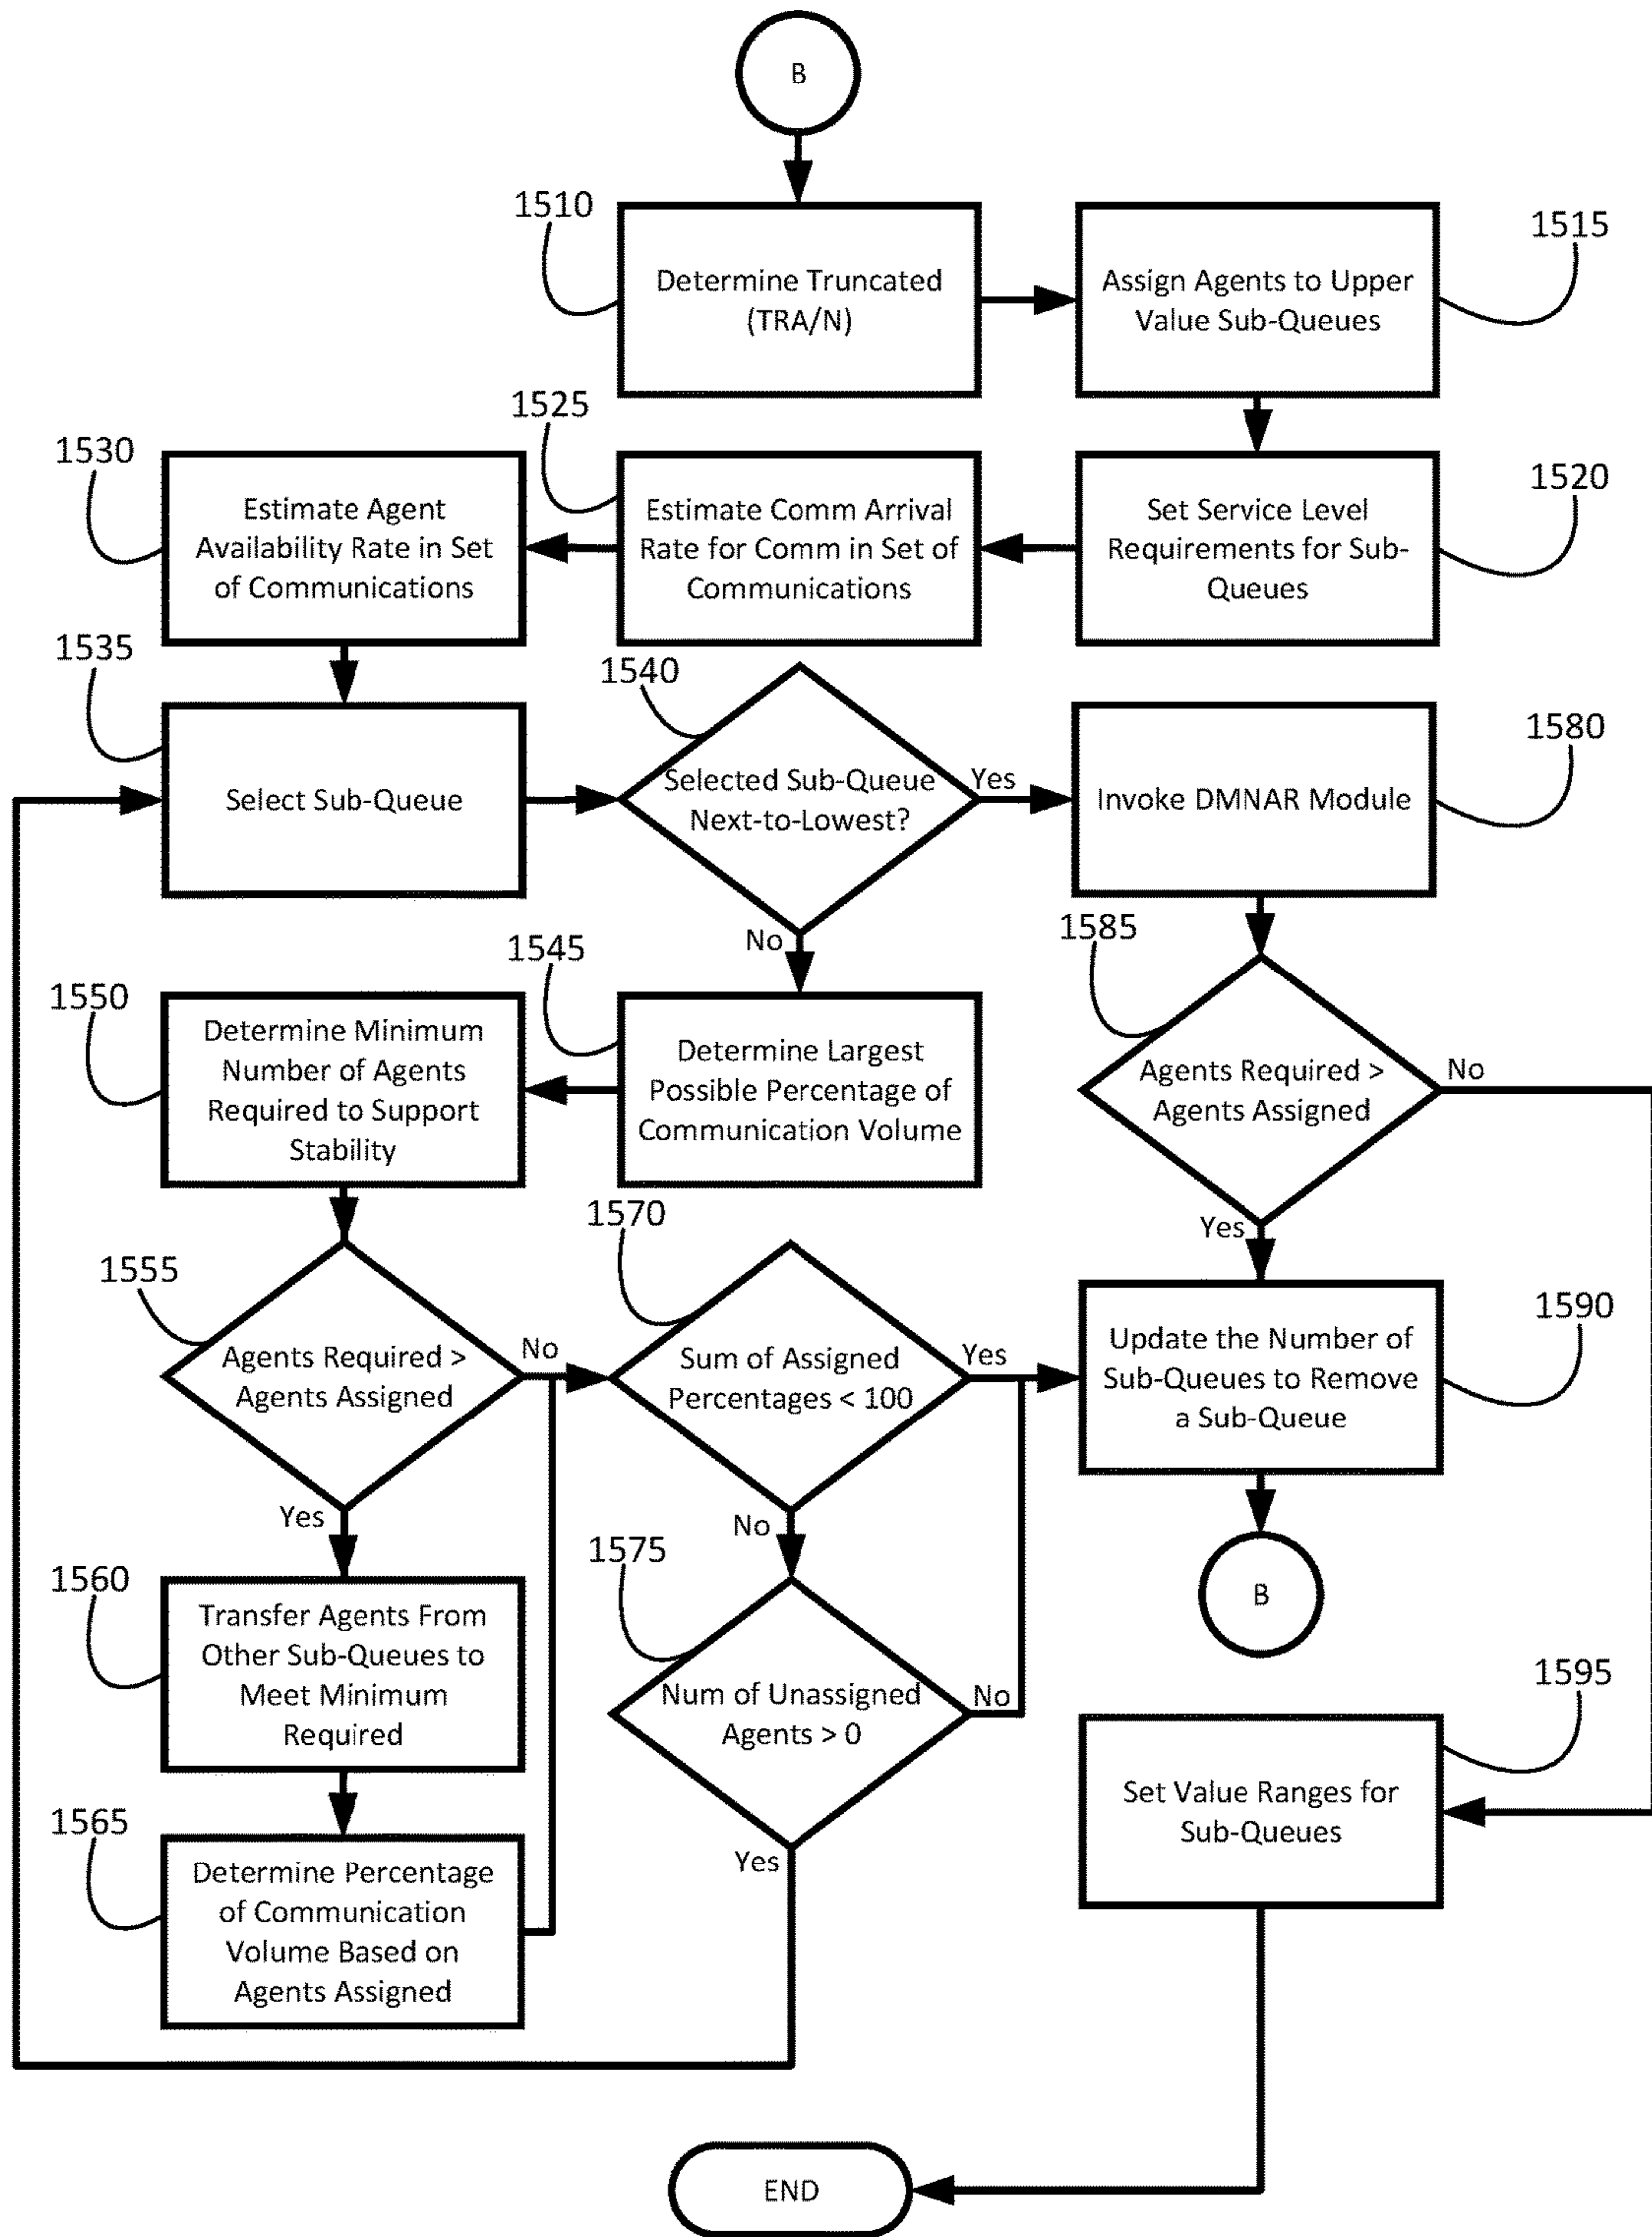 B
1510
Determine Truncated
(TRA/N)
1515
Assign Agents to Upper
Value Sub-Queues
1520
Set Service Level
Requirements for Sub-
Queues
1525
Estimate Comm Arrival
Rate for Comm in Set of
Communications
1530
Estimate Agent
Availability Rate in Set
of Communications
1535
Select Sub-Queue
1540
Selected Sub-Queue
Next-to-Lowest?
Yes
No
1580
Invoke DMNAR Module
1545
Determine Largest
Possible Percentage of
Communication Volume
1550
Determine Minimum
Number of Agents
Required to Support
Stability
1585
Agents Required >
Agents Assigned
No
Yes
1555
Agents Required >
Agents Assigned
No
Yes
1570
Sum of Assigned
Percentages < 100
Yes
No
1590
Update the Number of
Sub-Queues to Remove
a Sub-Queue
B
1560
Transfer Agents From
Other Sub-Queues to
Meet Minimum
Required
1575
Num of Unassigned
Agents > 0
No
Yes
1565
Determine Percentage
of Communication
Volume Based on
Agents Assigned
1595
Set Value Ranges for
Sub-Queues
END